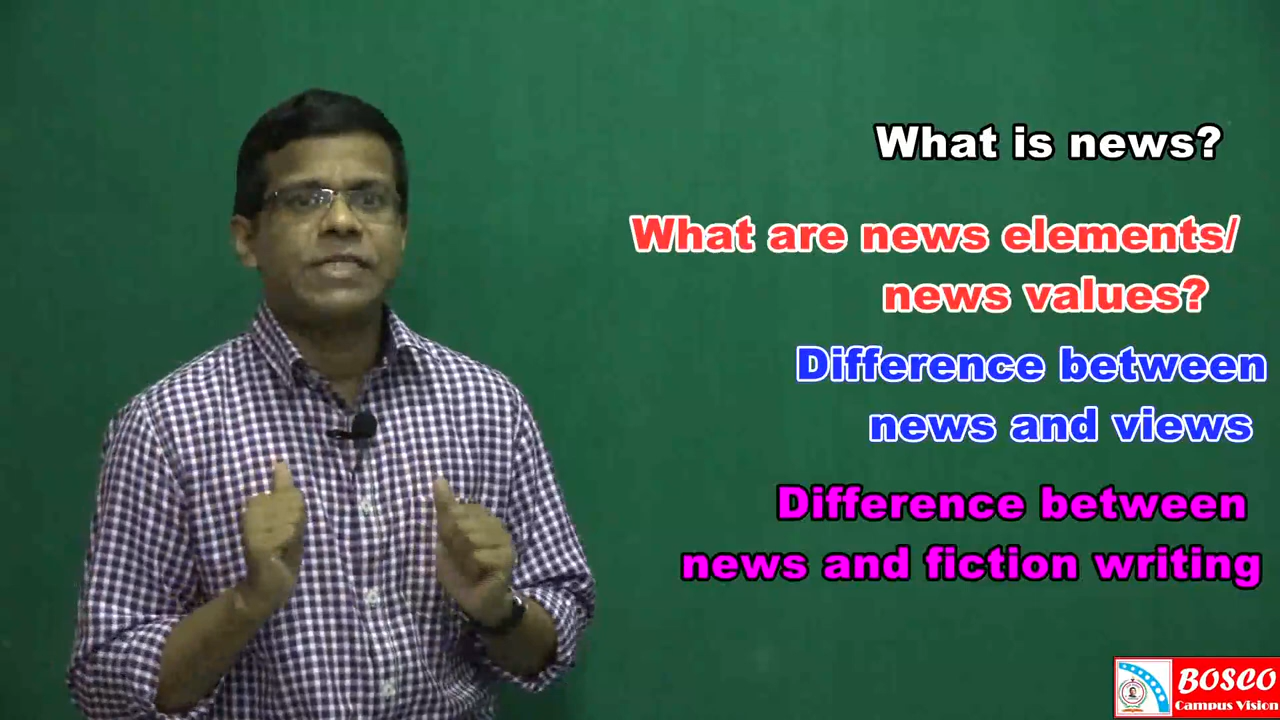 What is news?
What are news elements/
news values?
Difference between
news and views
Difference between
news and fiction writing
BOSCO
Campus Vision